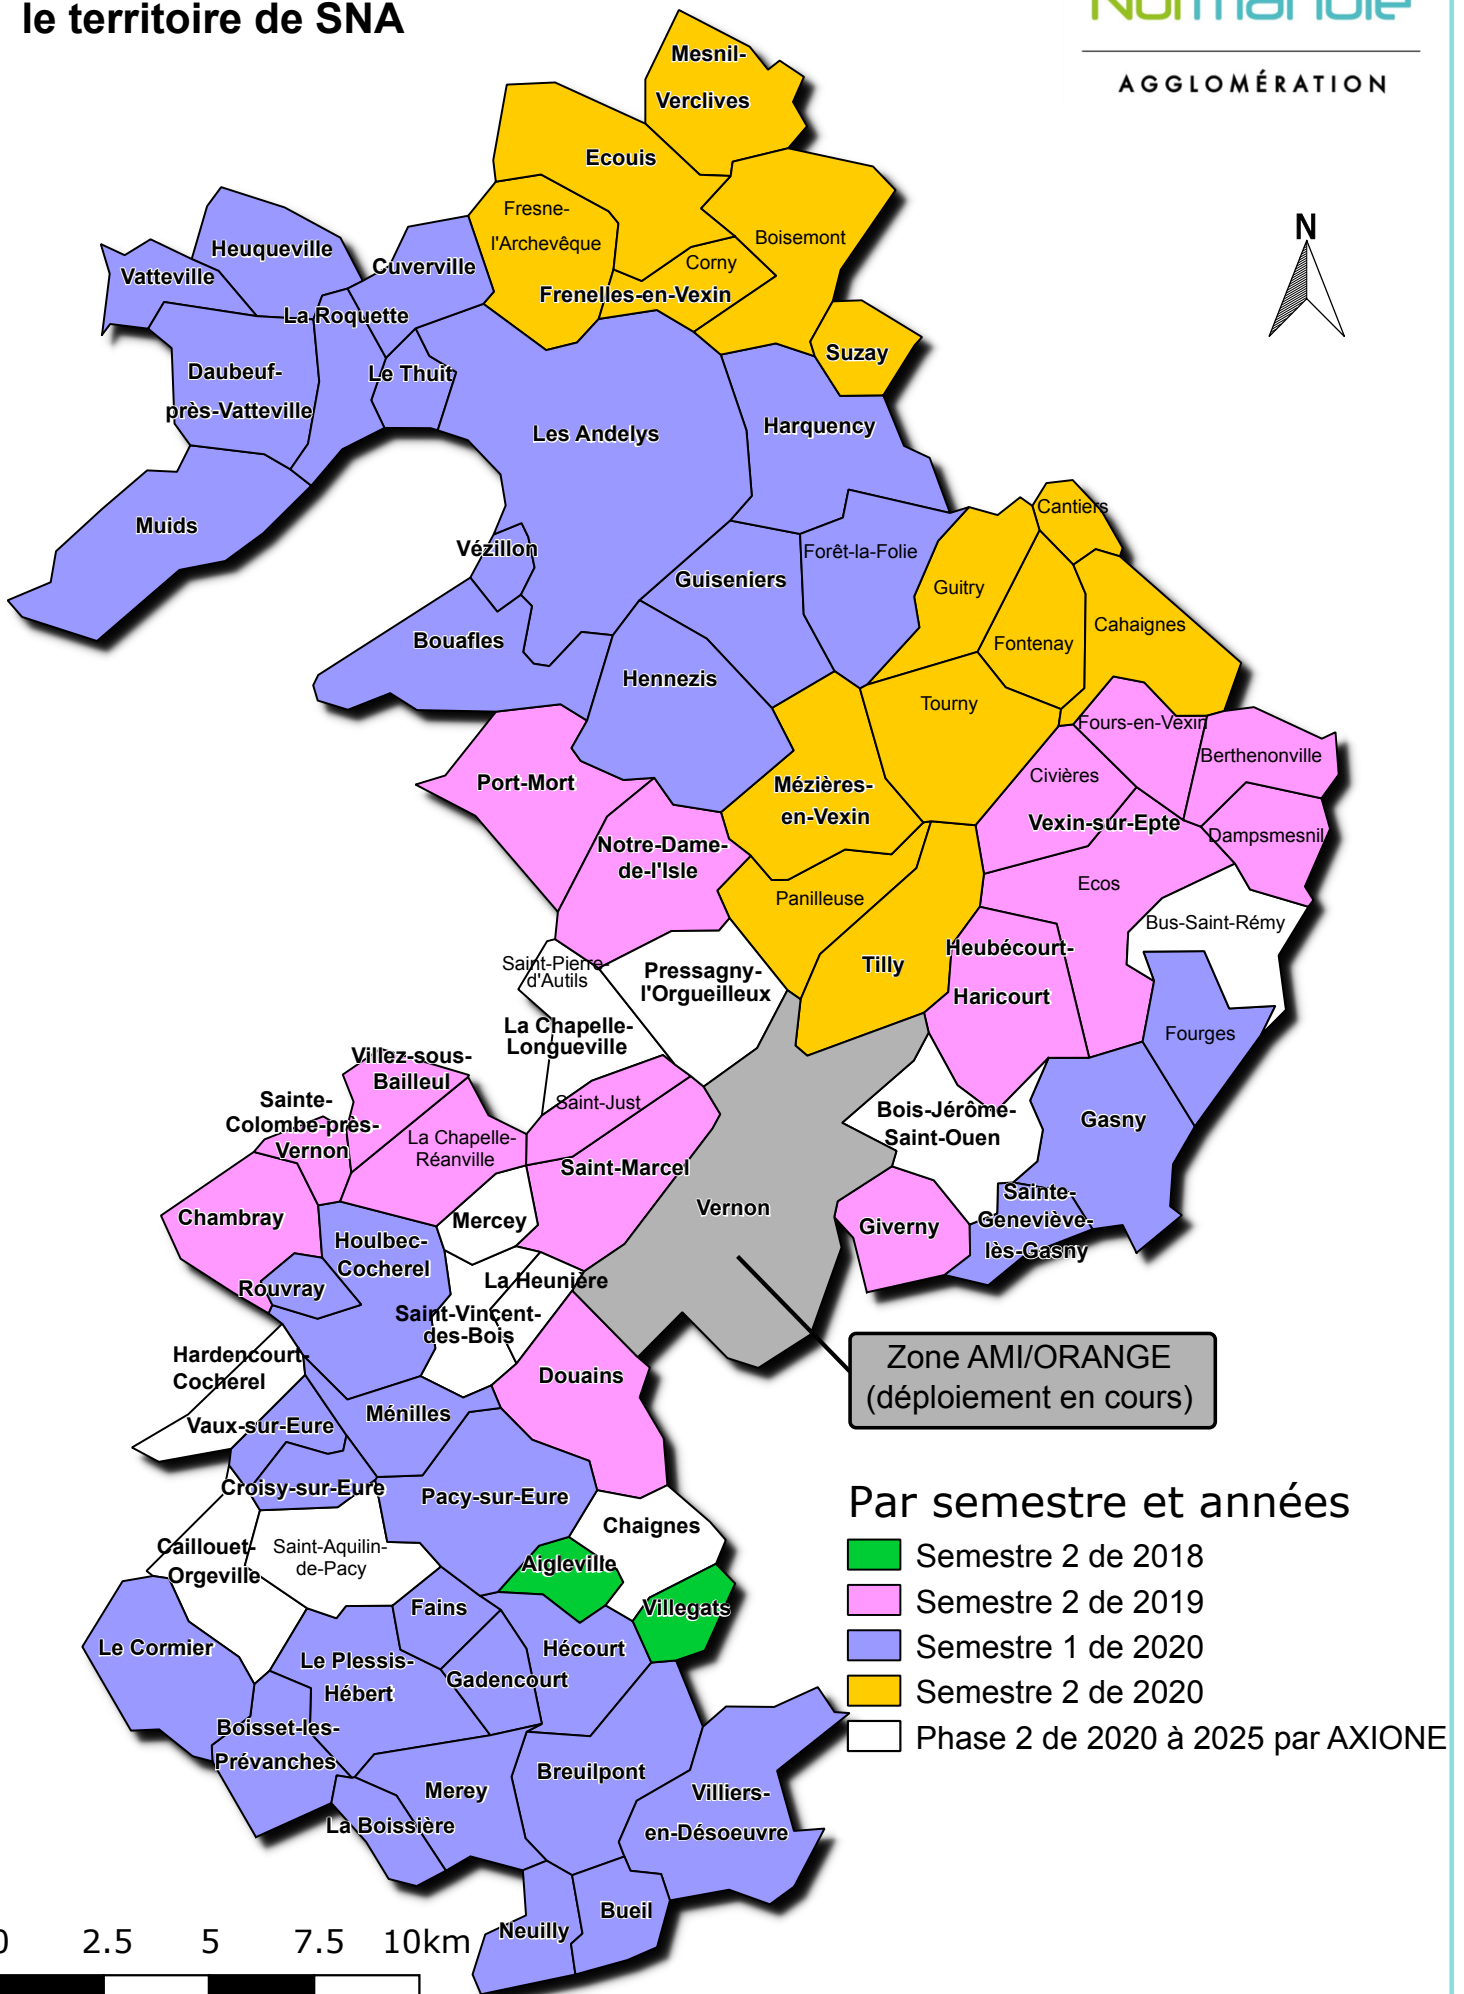 le territoire de SNA
Normandie
AGGLOMÉRATION
N
Mesnil-
Verclives
Ecouis
Fresne-
l'Archevêque
Boisemont
Corny
Frenelles-en-Vexin
Heuqueville
Vatteville
Cuverville
La Roquette
Suzay
Daubeuf-
près-Vatteville
Le Thuit
Les Andelys
Harquency
Muids
Cantiers
Vézillon
Forêt-la-Folie
Guiseniers
Guitry
Bouafles
Fontenay
Cahaignes
Hennezis
Tourny
Fours-en-Vexin
Berthenonville
Port-Mort
Mézières-
en-Vexin
Civières
Vexin-sur-Epte
Dampsmesnil
Notre-Dame-
de-l'Isle
Panilleuse
Ecos
Bus-Saint-Rémy
Saint-Pierre-
d'Autils
Pressagny-
l'Orgueilleux
Tilly
Heubécourt-
Haricourt
La Chapelle-
Longueville
Fourges
Villez-sous-
Bailleul
Sainte-
Colombe-près-
Vernon
Saint-Just
La Chapelle-
Réanville
Bois-Jérôme-
Saint-Ouen
Gasny
Saint-Marcel
Vernon
Chambray
Mercey
Giverny
Sainte-
Geneviève-
lès-Gasny
Houlbec-
Cocherel
Rouvray
La Heunière
Saint-Vincent-
des-Bois
Hardencourt-
Cocherel
Douains
Zone AMI/ORANGE
(déploiement en cours)
Vaux-sur-Eure
Ménilles
Croisy-sur-Eure
Pacy-sur-Eure
Chaignes
Caillouet-
Orgeville
Saint-Aquilin-
de-Pacy
Aigleville
Villegats
Fains
Le Cormier
Le Plessis-
Hébert
Hécourt
Gadencourt
Boisset-les-
Prévanches
Merey
Breuilpont
Villiers-
en-Désoeuvre
La Boissière
Neuilly
Bueil
Par semestre et années
Semestre 2 de 2018
Semestre 2 de 2019
Semestre 1 de 2020
Semestre 2 de 2020
Phase 2 de 2020 à 2025 par AXIONE
0 2.5 5 7.5 10km